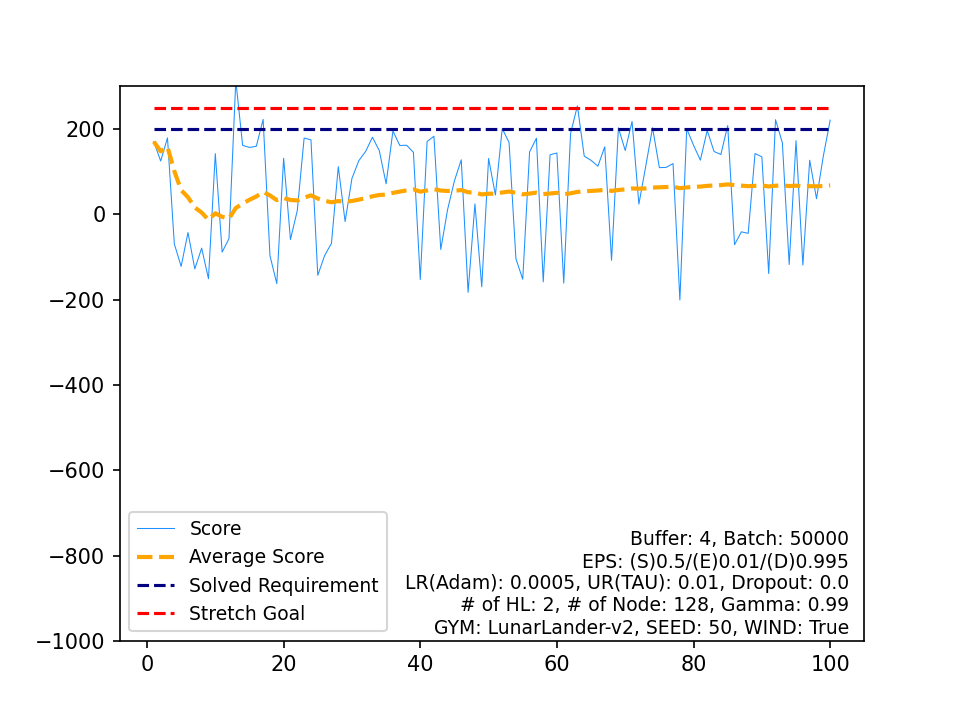 200
0
−200
−400
−600
−800
−1000
Score
Average Score
Solved Requirement
Stretch Goal
Buffer: 4, Batch: 50000
EPS: (S)0.5/(E)0.01/(D)0.995
LR(Adam): 0.0005, UR(TAU): 0.01, Dropout: 0.0
# of HL: 2, # of Node: 128, Gamma: 0.99
GYM: LunarLander-v2, SEED: 50, WIND: True
0 20 40 60 80 100